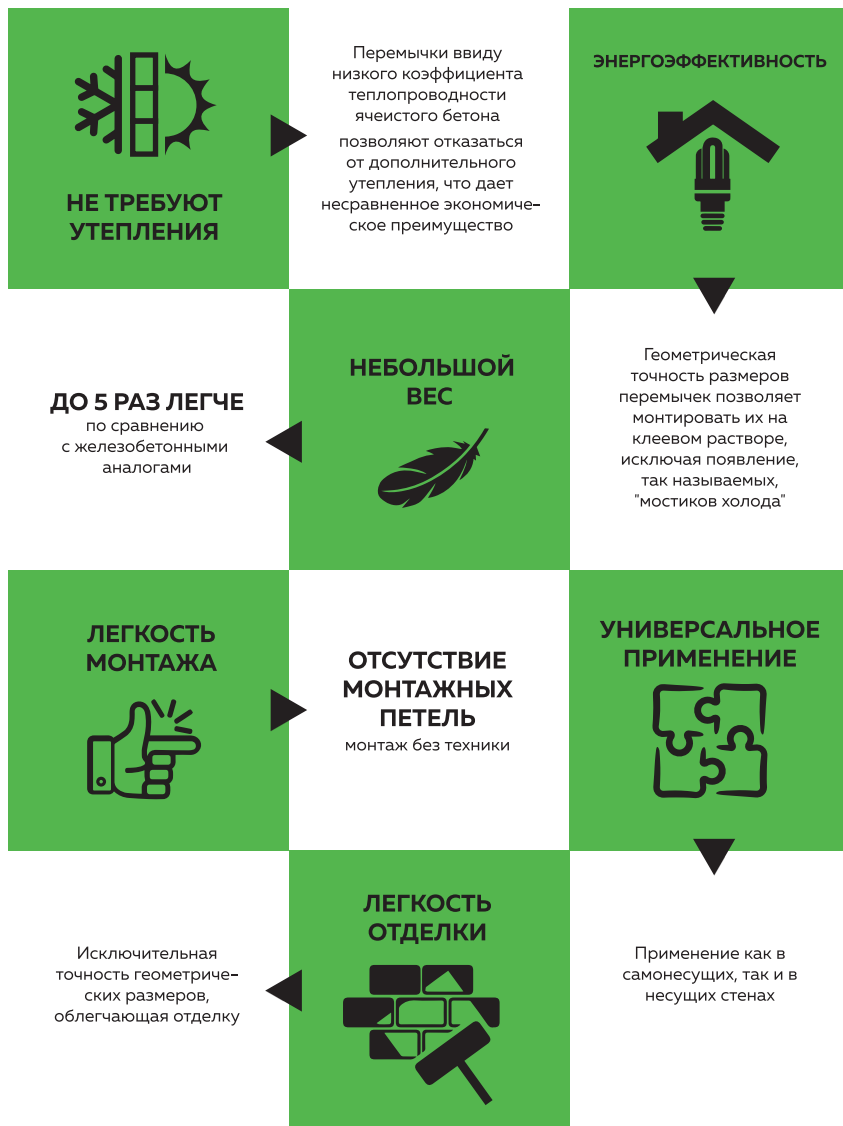 НЕ ТРЕБУЮТ
УТЕПЛЕНИЯ
Перемычки ввиду
низкого коэффициента
теплопроводности
ячеистого бетона
позволяют отказаться
от дополнительного
утепления, что дает
несравненное экономиче-
ское преимущество
ЭНЕРГОЭФФЕКТИВНОСТЬ
Геометрическая
точность размеров
перемычек позволяет
монтировать их на
клеевом растворе,
исключая появление,
так называемых,
"мостиков холода"
НЕБОЛЬШОЙ
ВЕС
ДО 5 РАЗ ЛЕГЧЕ
по сравнению
с железобетонными
аналогами
ЛЕГКОСТЬ
МОНТАЖА
ОТСУТСТВИЕ
МОНТАЖНЫХ
ПЕТЕЛЬ
монтаж без техники
УНИВЕРСАЛЬНОЕ
ПРИМЕНЕНИЕ
Применение как в
самонесущих, так и в
несущих стенах
ЛЕГКОСТЬ
ОТДЕЛКИ
Исключительная
точность геометриче-
ских размеров,
облегчающая отделку